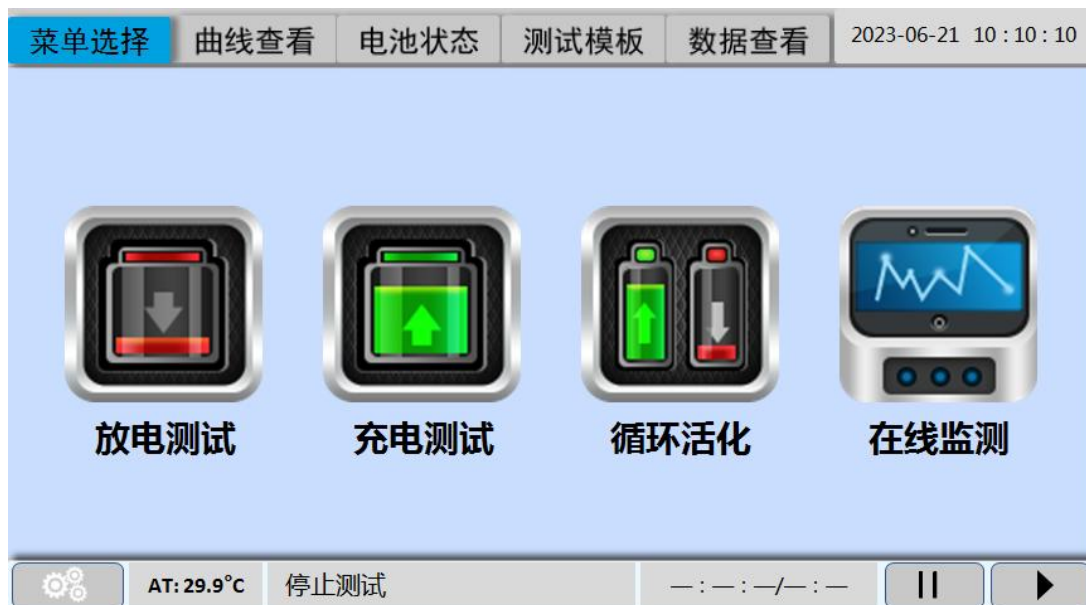 菜单选择 曲线查看 电池状态 测试模板 数据查看 2023-06-21 10:10:10
放电测试 充电测试 循环活化 在线监测
AT: 29.9°C 停止测试 —:—:—/—:—